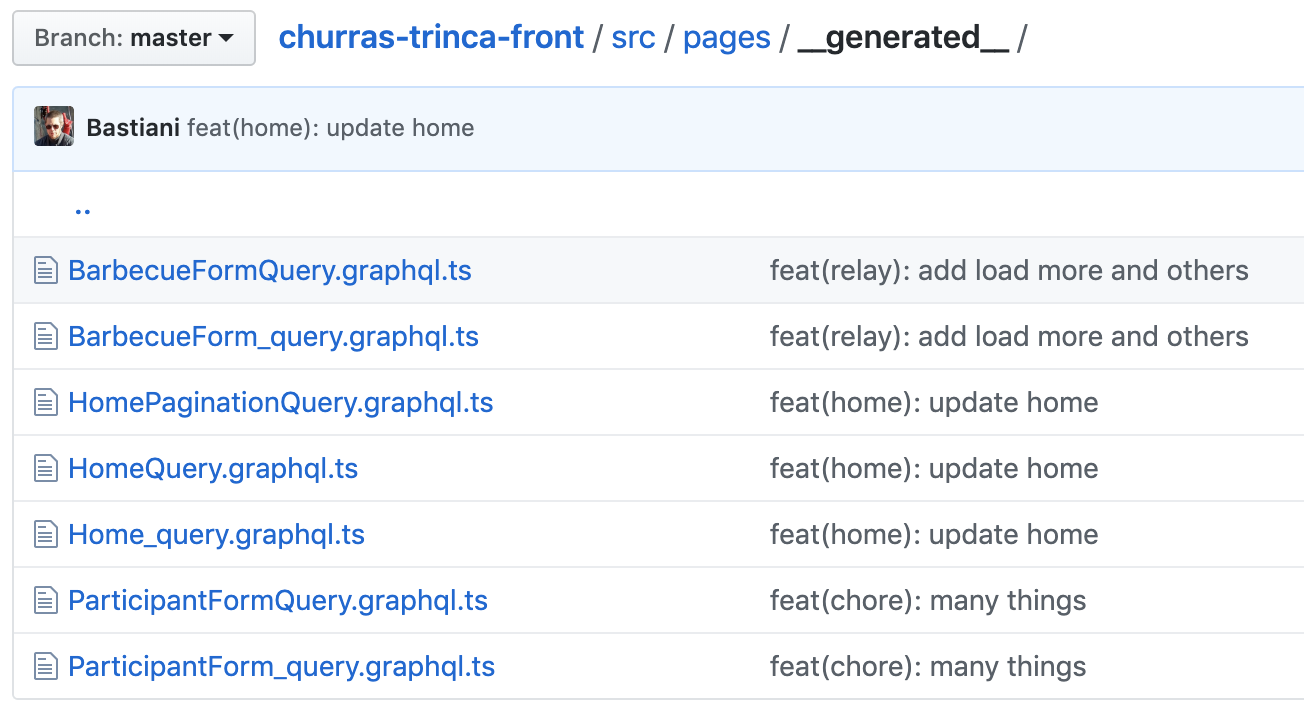 Branch: master churras-trinca-front / src / pages / __generated__ /
Bastiani feat(home): update home
..
BarbecueFormQuery.graphql.ts feat(relay): add load more and others
BarbecueForm_query.graphql.ts feat(relay): add load more and others
HomePaginationQuery.graphql.ts feat(home): update home
HomeQuery.graphql.ts feat(home): update home
Home_query.graphql.ts feat(home): update home
ParticipantFormQuery.graphql.ts feat(chore): many things
ParticipantForm_query.graphql.ts feat(chore): many things